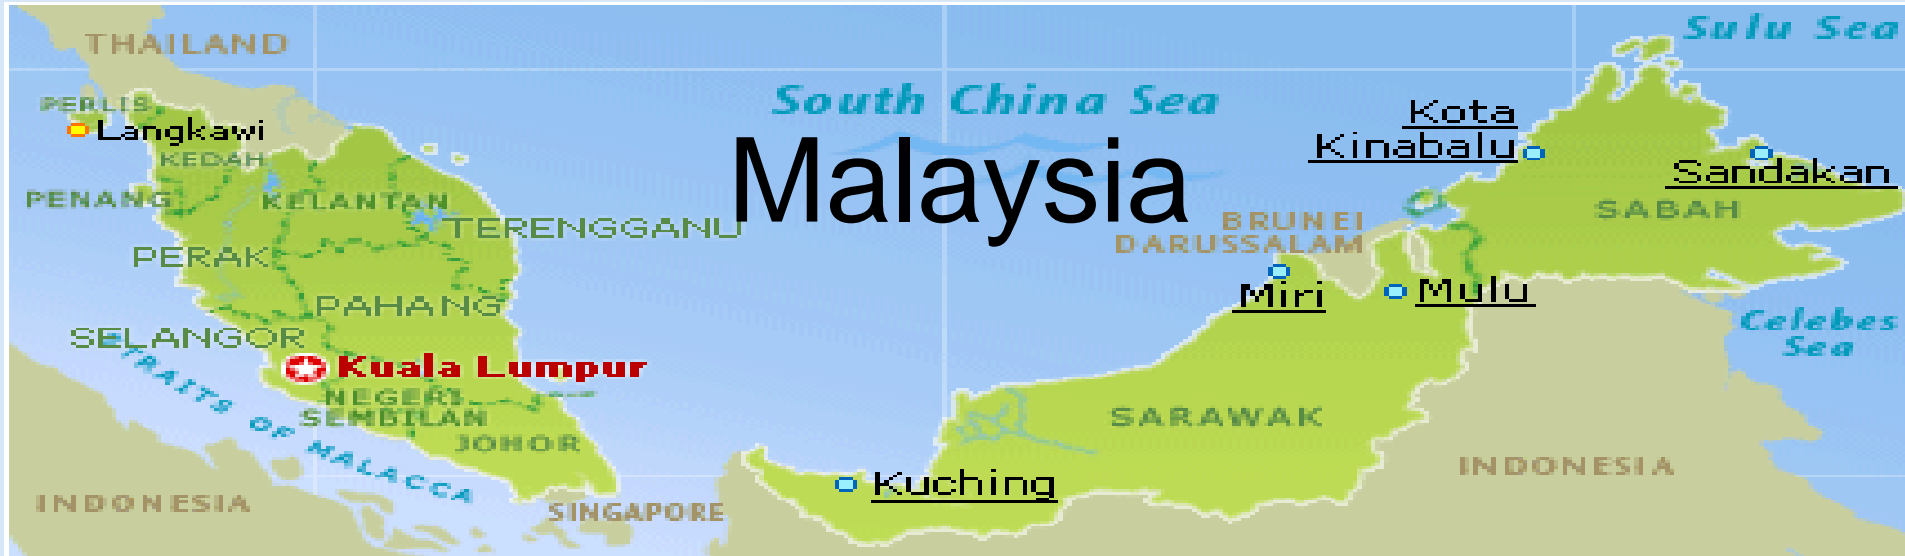 THAILAND
Sulu Sea
PERLIS
South China Sea
Langkawi
Kota
Kinabalu
KEDAH
Malaysia
Sandakan
PENANG
KELANTAN
SABAH
TERENGGANU
BRUNEI
DARUSSALAM
PERAK
Miri
Mulu
PAHANG
SELANGOR
Celebes
Sea
Kuala Lumpur
STRAITS OF MALACCA
NEGERI
SEMBILAN
SARAWAK
JOHOR
INDONESIA
Kuching
INDONESIA
SINGAPORE